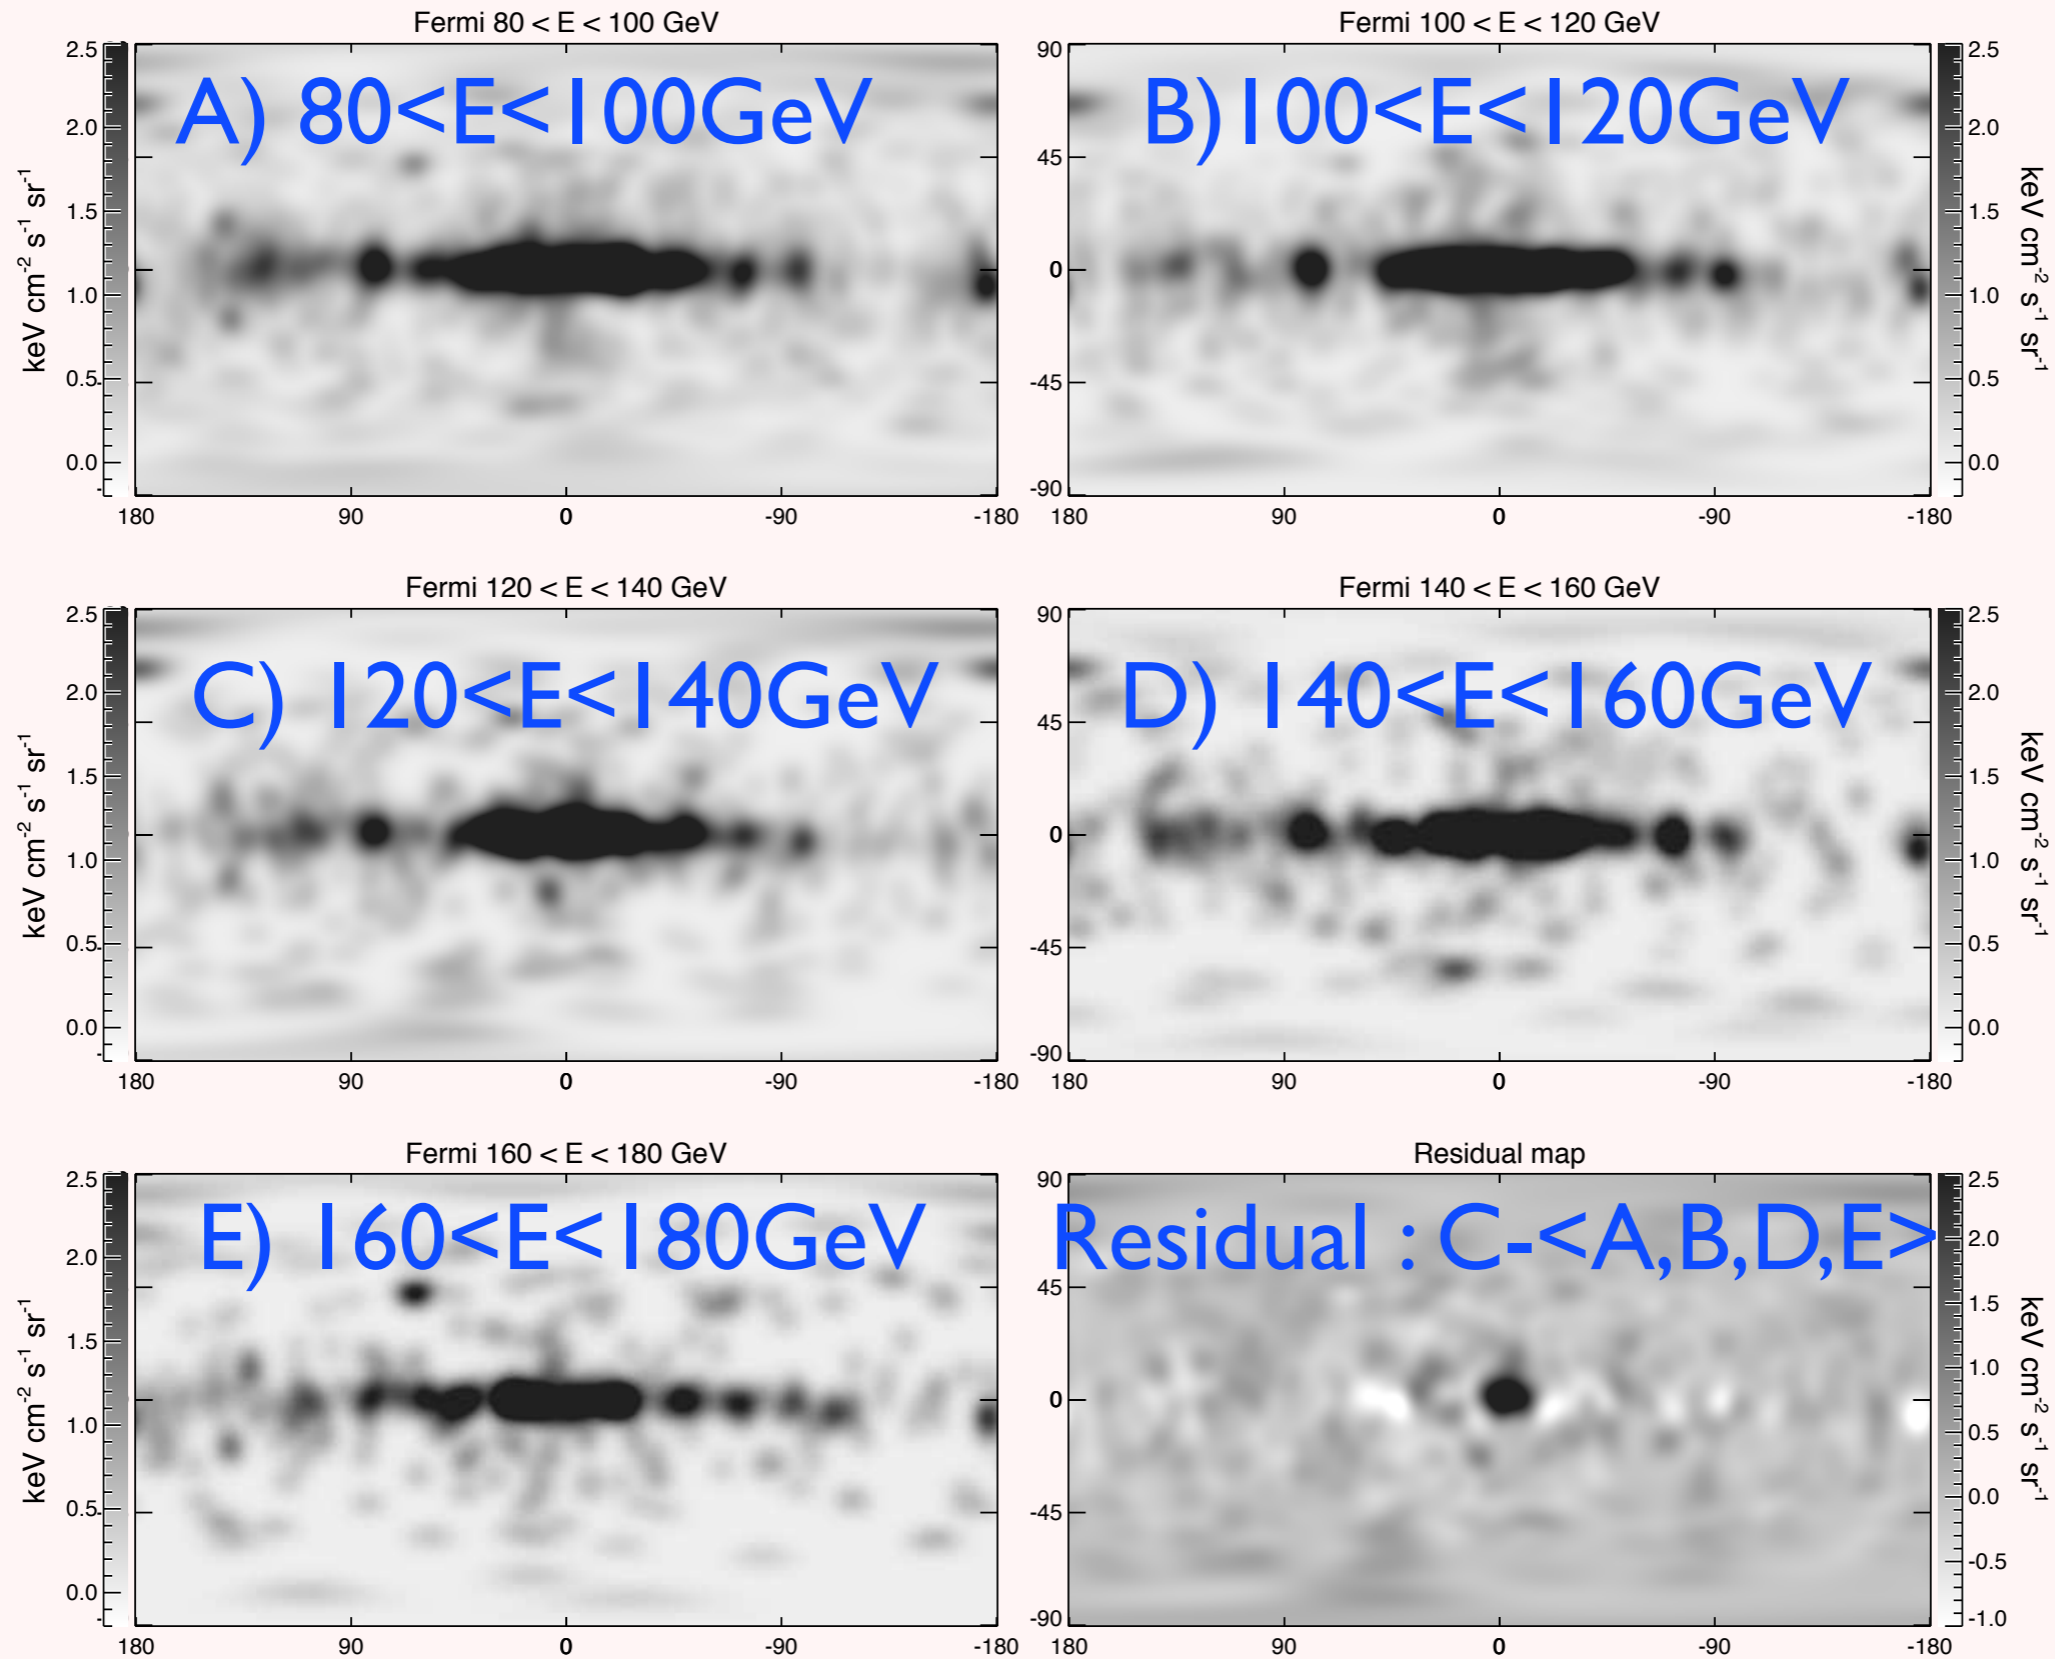 Fermi 80 < E < 100 GeV
A) 80<E<100GeV
2.5
2.0
1.5
1.0
0.5
0.0
keV cm-2 s-1 sr-1
180 90 0 -90 -180
Fermi 100 < E < 120 GeV
B) 100<E<120GeV
90
45
0
-45
-90
180 90 0 -90 -180
2.5
2.0
1.5
1.0
0.5
0.0
keV cm-2 s-1 sr-1
Fermi 120 < E < 140 GeV
C) 120<E<140GeV
2.5
2.0
1.5
1.0
0.5
0.0
keV cm-2 s-1 sr-1
180 90 0 -90 -180
Fermi 140 < E < 160 GeV
D) 140<E<160GeV
90
45
0
-45
-90
180 90 0 -90 -180
2.5
2.0
1.5
1.0
0.5
0.0
keV cm-2 s-1 sr-1
Fermi 160 < E < 180 GeV
E) 160<E<180GeV
2.5
2.0
1.5
1.0
0.5
0.0
keV cm-2 s-1 sr-1
180 90 0 -90 -180
Residual map
Residual : C-<A,B,D,E>
90
45
0
-45
-90
180 90 0 -90 -180
2.5
2.0
1.5
1.0
0.5
0.0
-0.5
-1.0
keV cm-2 s-1 sr-1